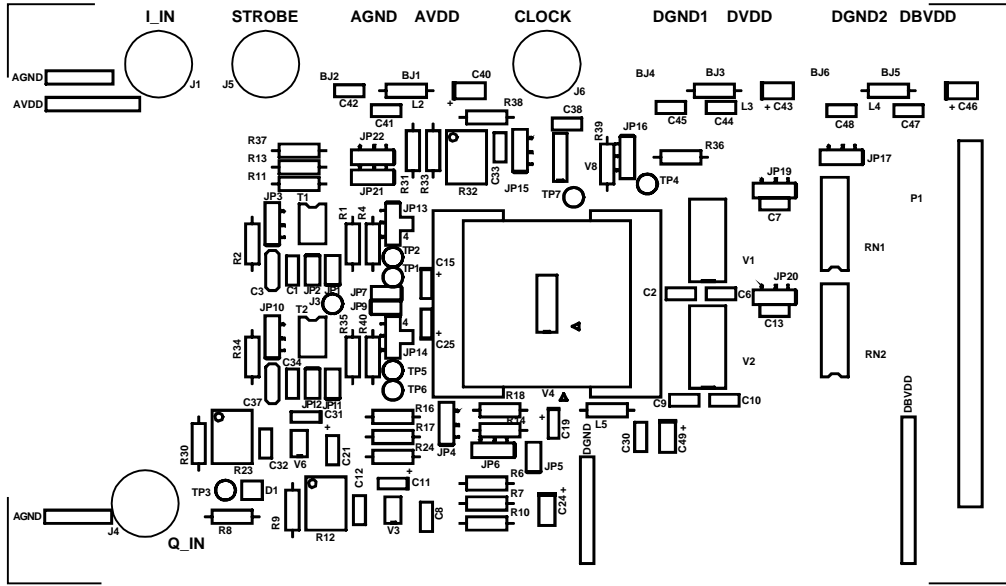 I_IN STROBE AGND AVDD CLOCK DGND1 DVDD DGND2 DBVDD
AGND
AVDD
J1
J5
BJ2
C42
BJ1
L2
C41
C40
+
R38
J6
C38
BJ4
BJ3
C45
C44
L3
+ C43
BJ6
BJ5
C48
L4
C47
+ C46
R37
R13
R11
JP22
JP21
R31
R33
R32
C33
JP15
TP7
R39
V8
JP16
TP4
R36
JP19
C7
JP17
P1
JP3
T1
R2
R1
R4
JP13
4
TP2
TP1
C3
C1
JP2
JP1
J3
JP7
JP9
C15
+
C2
V1
C6
JP20
C13
RN1
JP10
T2
R34
R35
R40
4
JP14
+
C25
TP5
TP6
C37
C34
JP12
JP11
V4
V2
C9
C10
RN2
DBVDD
C31
R30
R23
C32
V6
+
C21
R16
R17
R24
JP4
R18
R14
JP6
JP5
+
C19
L5
DGND
C30
C49 +
TP3
D1
AGND
J4
Q_IN
R8
R9
R12
C12
+
C11
V3
C8
R6
R7
R10
C24 +